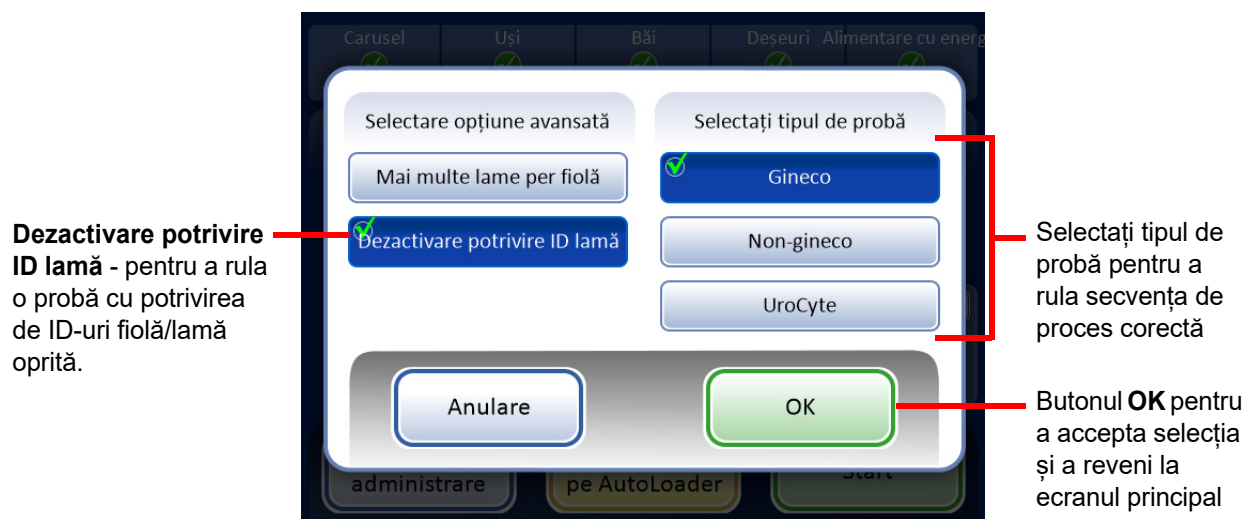 Carusel Uși Băi Deșeuri Alimentare cu energ
Selectare opțiune avansată
Selectați tipul de probă
Mai multe lame per fiolă
Gineco
Dezactivare potrivire ID lamă
Non-gineco
UroCyte
Anulare
OK
administrare
pe AutoLoader
Start
Dezactivare potrivire
ID lamă - pentru a rula
o probă cu potrivirea
de ID-uri fiolă/lamă
oprită.
Selectați tipul de
probă pentru a
rula secvența de
proces corectă
Butonul OK pentru
a accepta selecția
și a reveni la
ecranul principal